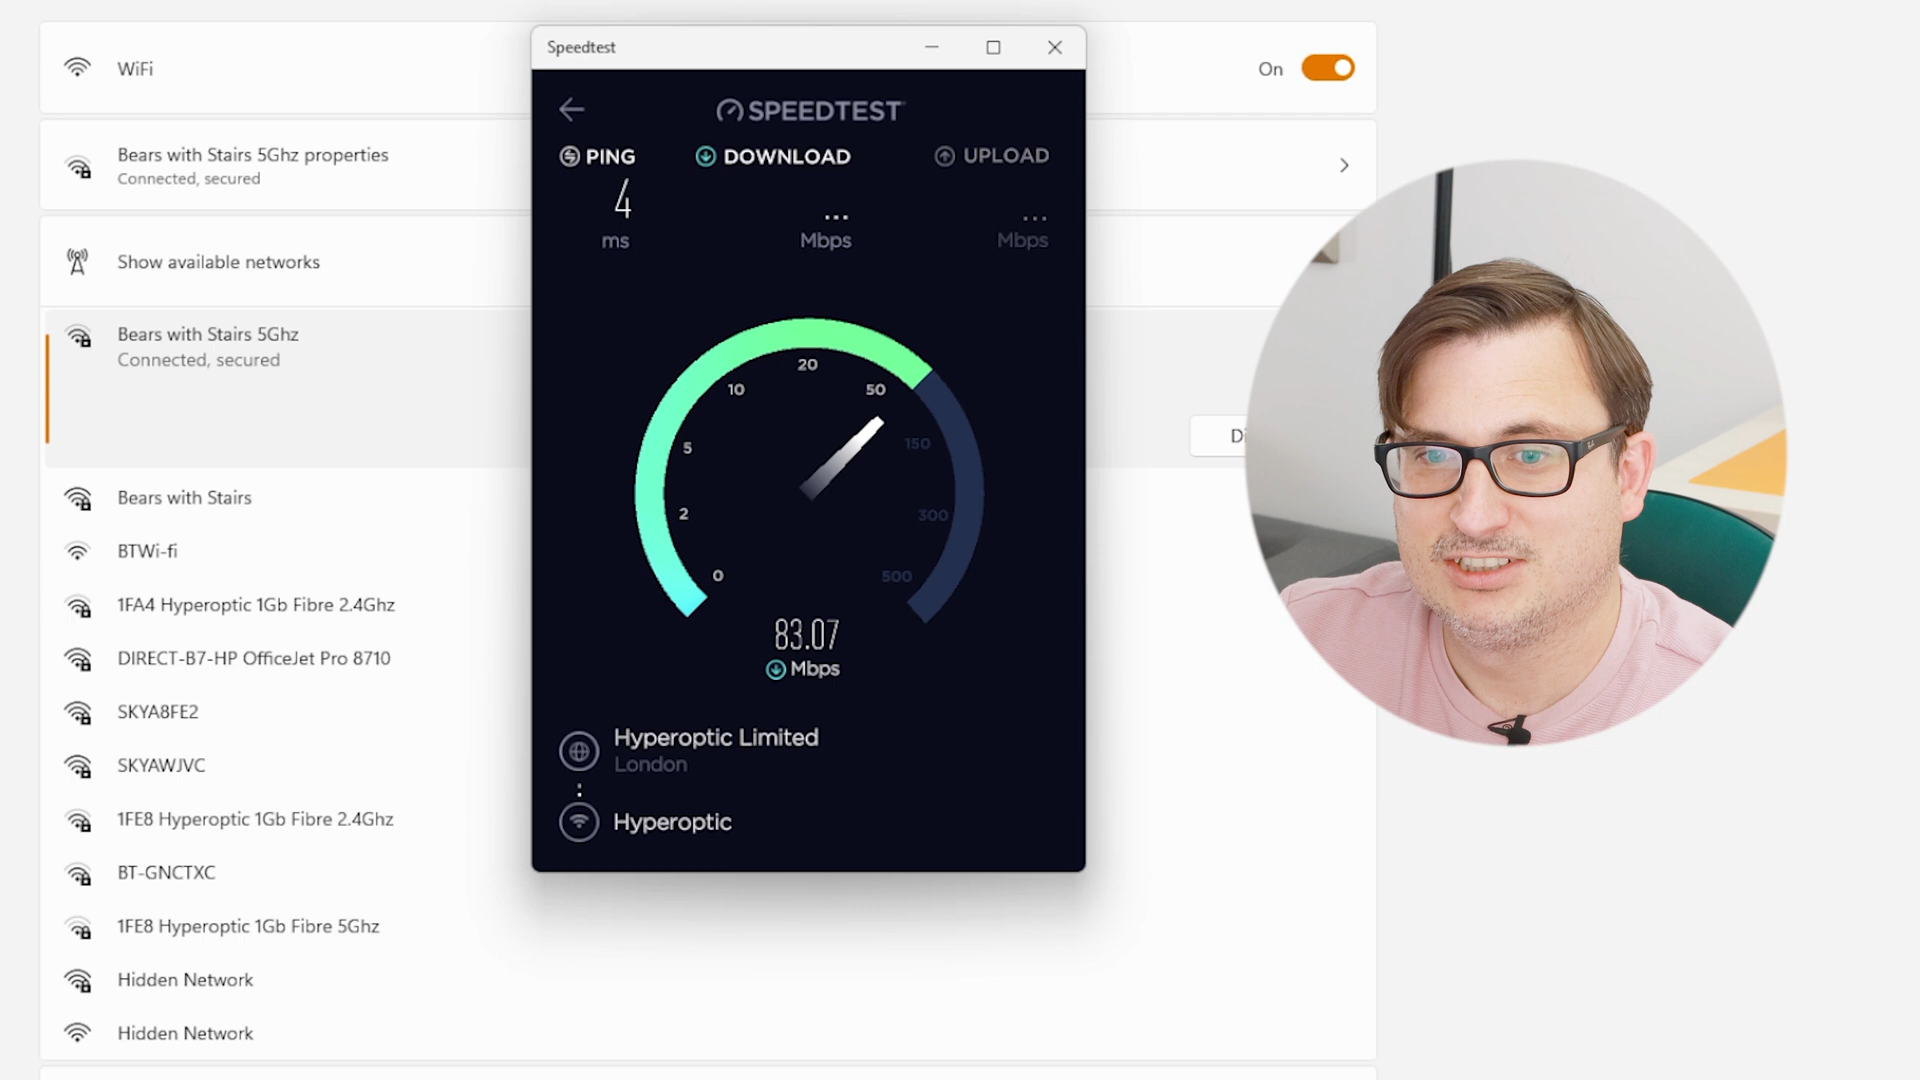 WiFi
On
Bears with Stairs 5Ghz properties
Connected, secured
Show available networks
Bears with Stairs 5Ghz
Connected, secured
Di
Bears with Stairs
BTWi-fi
1FA4 Hyperoptic 1Gb Fibre 2.4Ghz
DIRECT-B7-HP OfficeJet Pro 8710
SKYA8FE2
SKYAWJVC
1FE8 Hyperoptic 1Gb Fibre 2.4Ghz
BT-GNCTXC
1FE8 Hyperoptic 1Gb Fibre 5Ghz
Hidden Network
Hidden Network
Speedtest
SPEEDTEST
PING DOWNLOAD UPLOAD
4 ... ...
ms Mbps Mbps
20
10 50
5 150
2 300
0 500
83.07
Mbps
Hyperoptic Limited
London
Hyperoptic